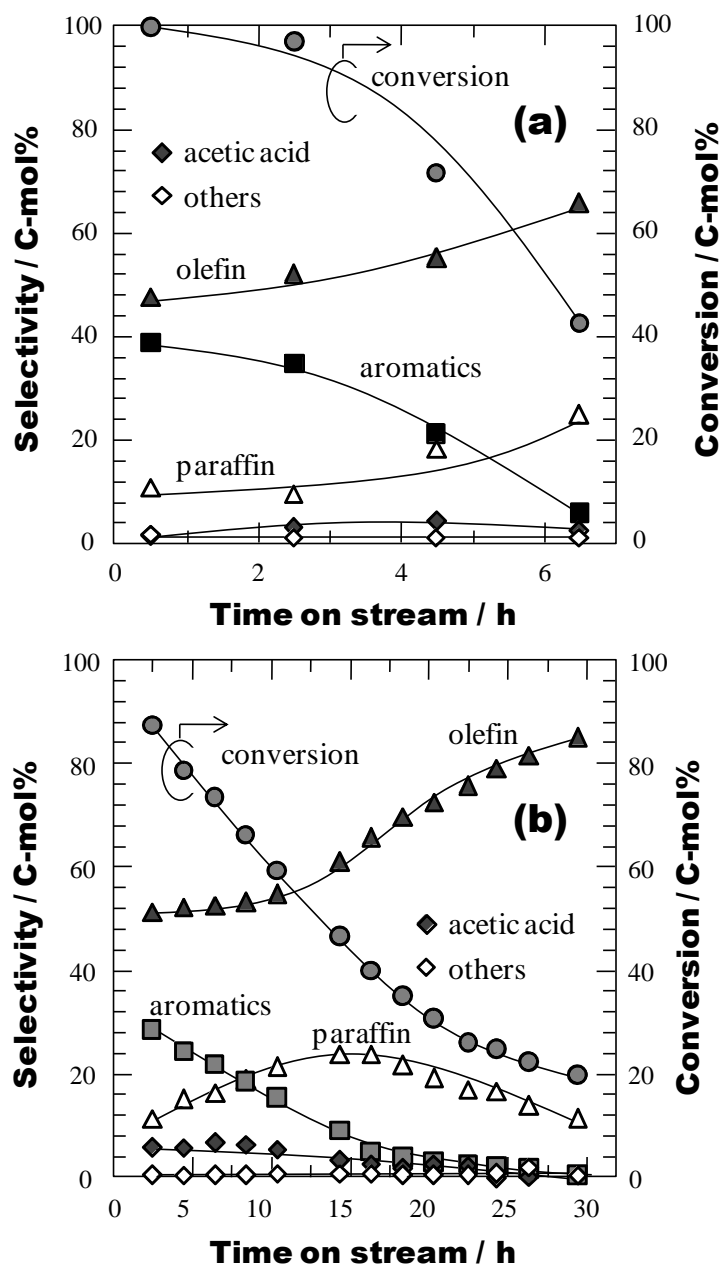 100
80
60
40
20
0
Selectivity / C-mol%
100
80
60
40
20
0
Conversion / C-mol%
conversion
(a)
acetic acid
others
olefin
aromatics
paraffin
0 2 4 6
Time on stream / h
100
80
60
40
20
0
Selectivity / C-mol%
100
80
60
40
20
0
Conversion / C-mol%
olefin
conversion
(b)
acetic acid
others
aromatics
paraffin
0 5 10 15 20 25 30
Time on stream / h